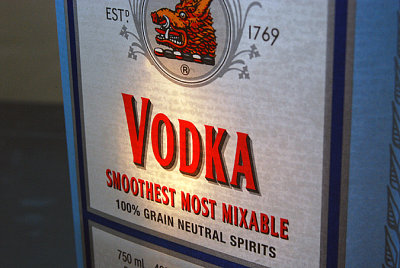 ESTD 1769
®
VODKA
SMOOTHEST MOST MIXABLE
100% GRAIN NEUTRAL SPIRITS
750 ml